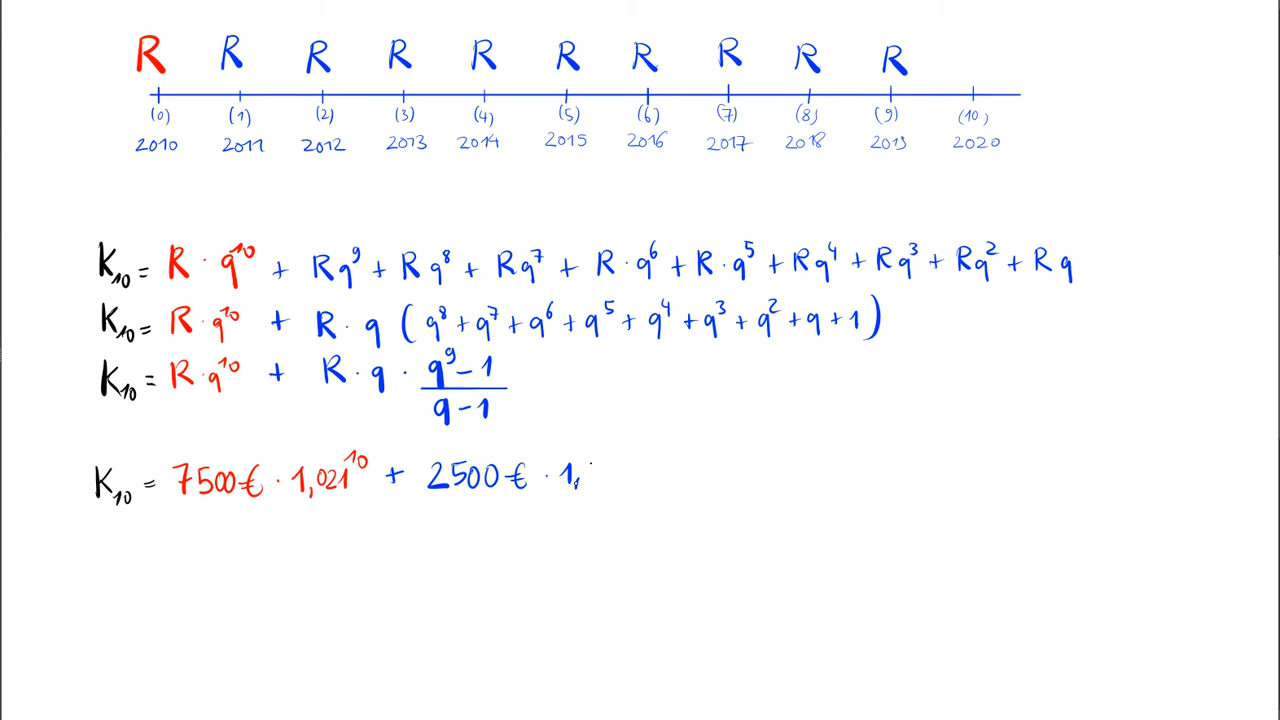 R R R R R R R R R R
(0) (1) (2) (3) (4) (5) (6) (7) (8) (9) (10)
2010 2011 2012 2013 2014 2015 2016 2017 2018 2019 2020
K₁₀ = R · q¹⁰ + Rq⁹ + Rq⁸ + Rq⁷ + R · q⁶ + R · q⁵ + Rq⁴ + Rq³ + Rq² + Rq
K₁₀ = R · q¹⁰ + R · q (q⁸ + q⁷ + q⁶ + q⁵ + q⁴ + q³ + q² + q + 1)
K₁₀ = R · q¹⁰ + R · q · (q⁹ - 1)/(q - 1)
K₁₀ = 7500€ · 1,021¹⁰ + 2500€ · 1,